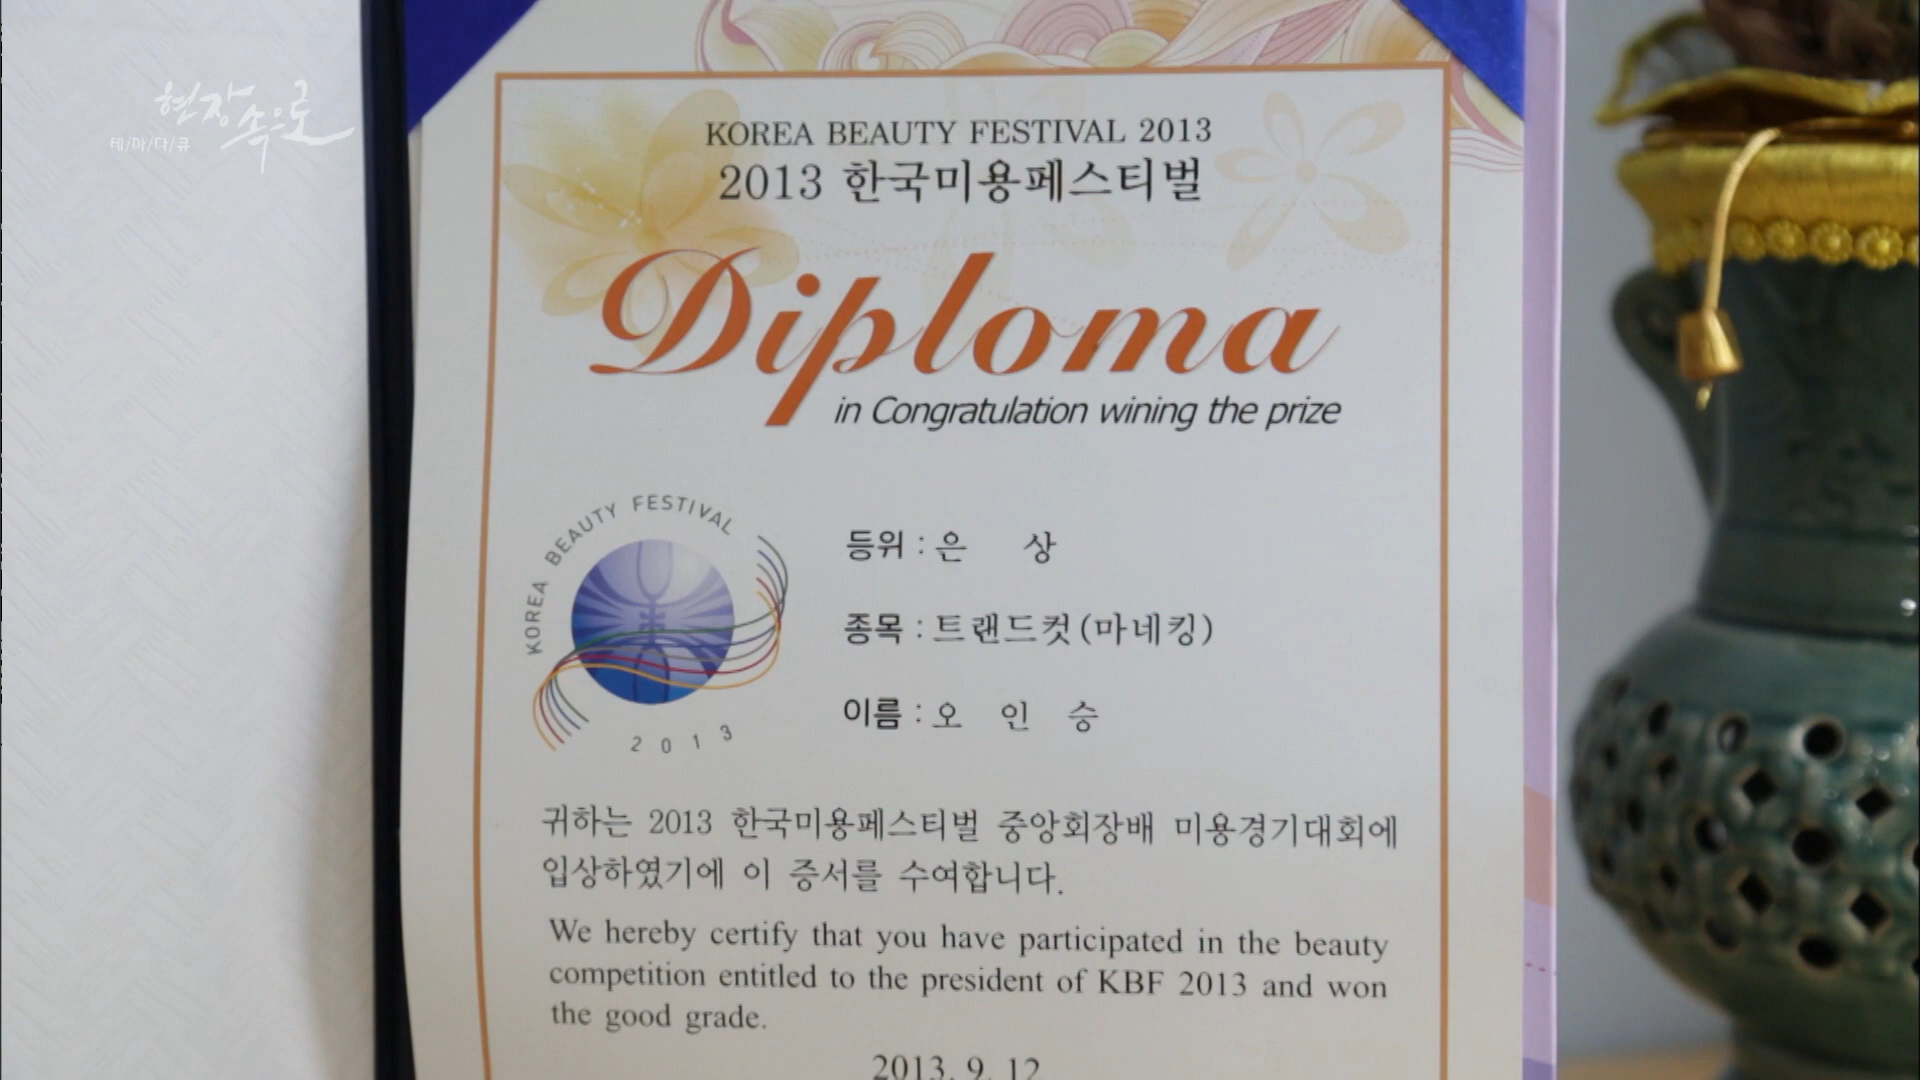 현장속으로
테/마/다/큐
KOREA BEAUTY FESTIVAL 2013
2013 한국미용페스티벌
Diploma
in Congratulation wining the prize
KOREA BEAUTY FESTIVAL
2013
등위 : 은 상
종목 : 트랜드컷(마네킹)
이름 : 오 인 승
귀하는 2013 한국미용페스티벌 중앙회장배 미용경기대회에
입상하였기에 이 증서를 수여합니다.
We hereby certify that you have participated in the beauty
competition entitled to the president of KBF 2013 and won
the good grade.
2013. 9. 12